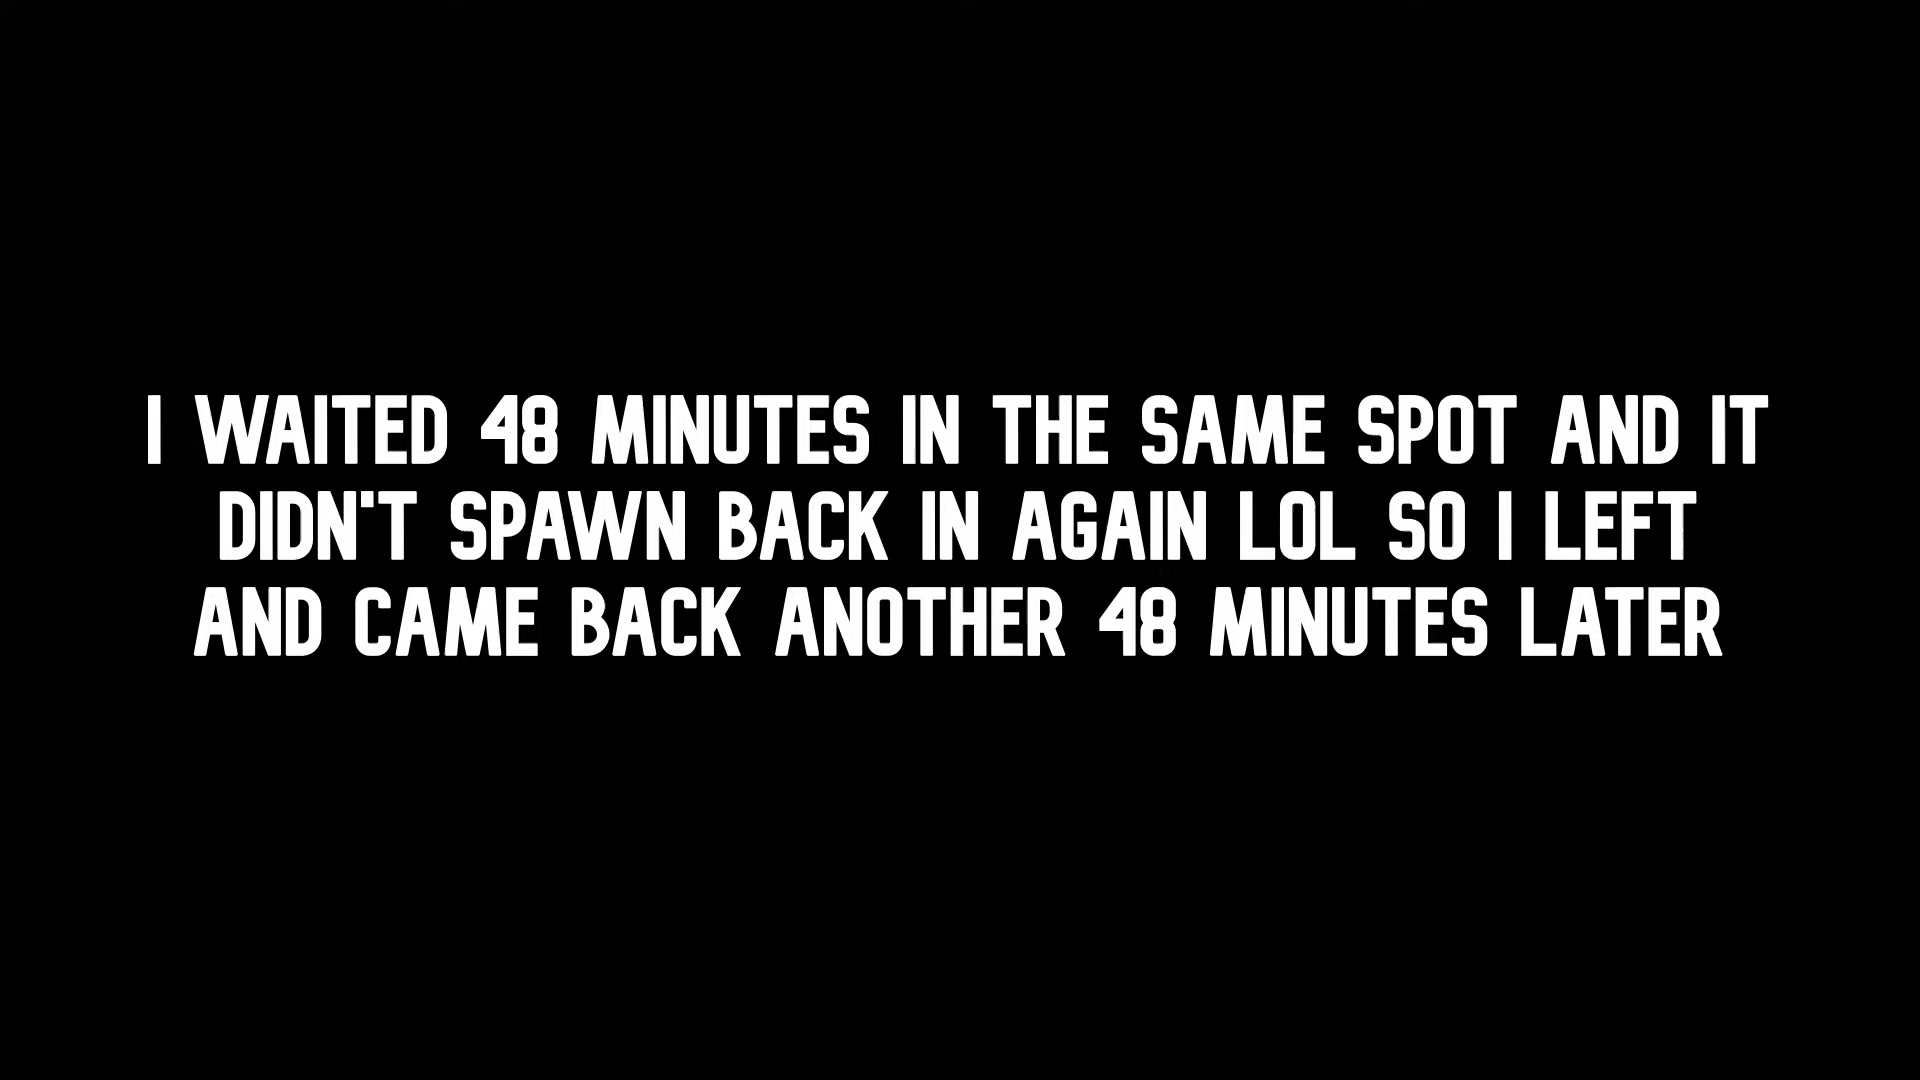 I WAITED 48 MINUTES IN THE SAME SPOT AND IT
DIDN'T SPAWN BACK IN AGAIN LOL SO I LEFT
AND CAME BACK ANOTHER 48 MINUTES LATER